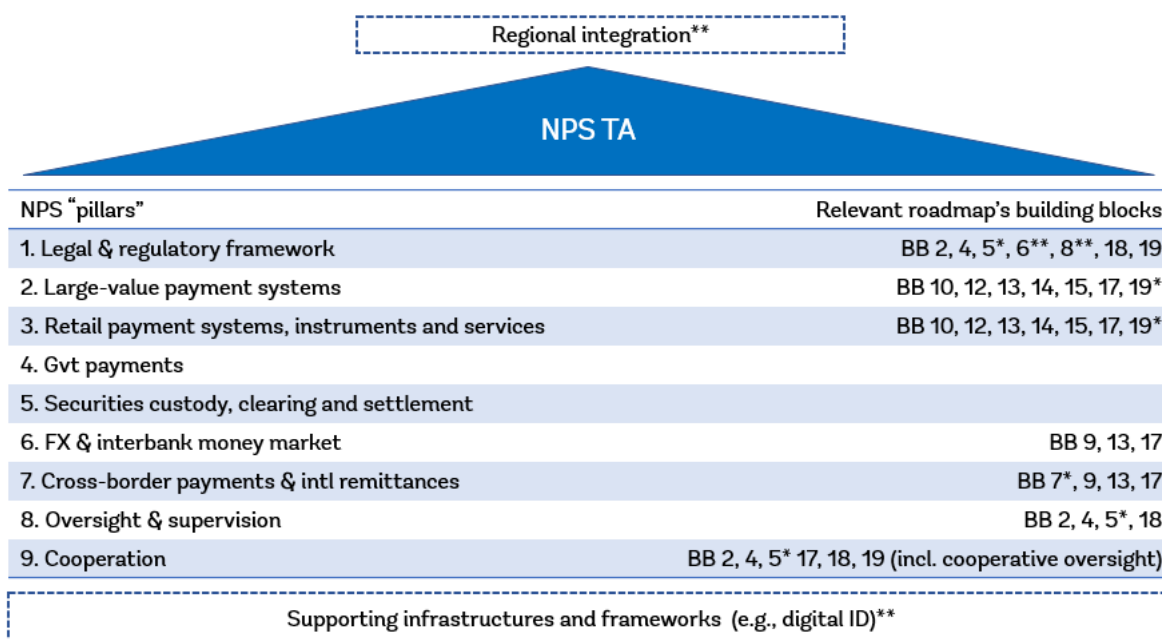 Regional integration**
NPS TA
NPS “pillars” Relevant roadmap’s building blocks
1. Legal & regulatory framework BB 2, 4, 5*, 6**, 8**, 18, 19
2. Large-value payment systems BB 10, 12, 13, 14, 15, 17, 19*
3. Retail payment systems, instruments and services BB 10, 12, 13, 14, 15, 17, 19*
4. Gvt payments
5. Securities custody, clearing and settlement
6. FX & interbank money market BB 9, 13, 17
7. Cross-border payments & intl remittances BB 7*, 9, 13, 17
8. Oversight & supervision BB 2, 4, 5*, 18
9. Cooperation BB 2, 4, 5* 17, 18, 19 (incl. cooperative oversight)
Supporting infrastructures and frameworks (e.g., digital ID)**